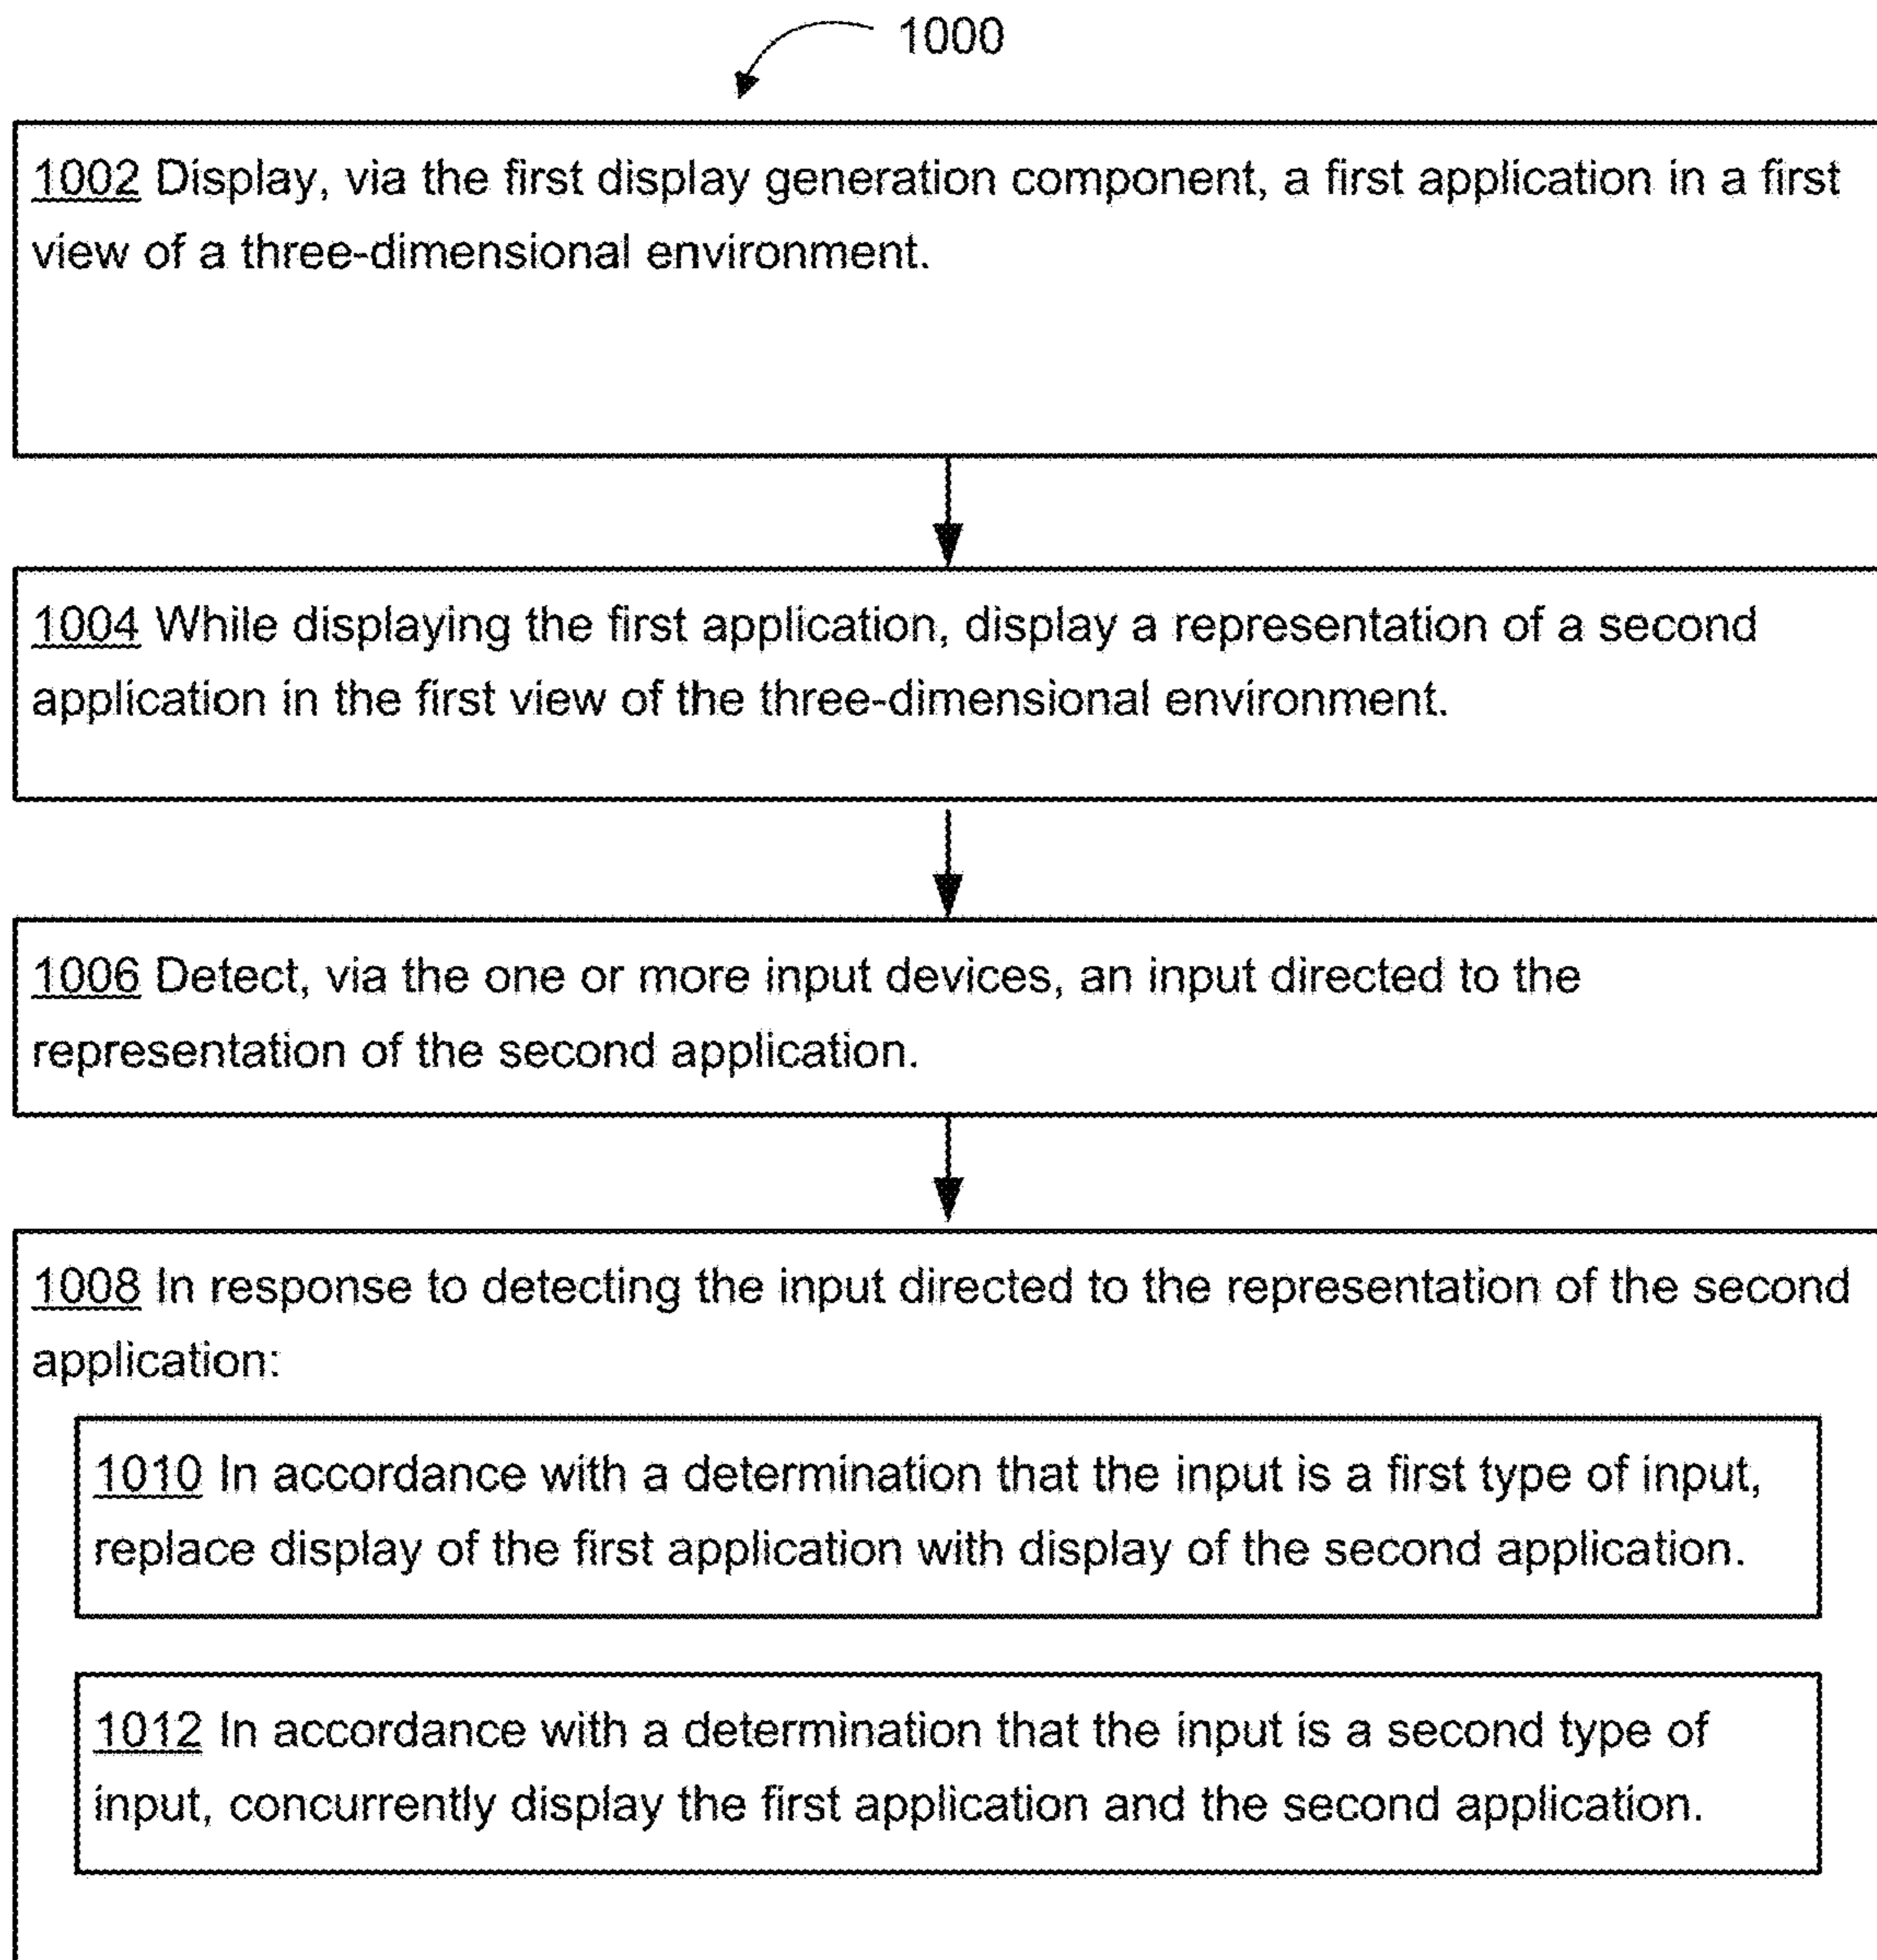 1000
1002 Display, via the first display generation component, a first application in a first
view of a three-dimensional environment.
1004 While displaying the first application, display a representation of a second
application in the first view of the three-dimensional environment.
1006 Detect, via the one or more input devices, an input directed to the
representation of the second application.
1008 In response to detecting the input directed to the representation of the second
application:
1010 In accordance with a determination that the input is a first type of input,
replace display of the first application with display of the second application.
1012 In accordance with a determination that the input is a second type of
input, concurrently display the first application and the second application.